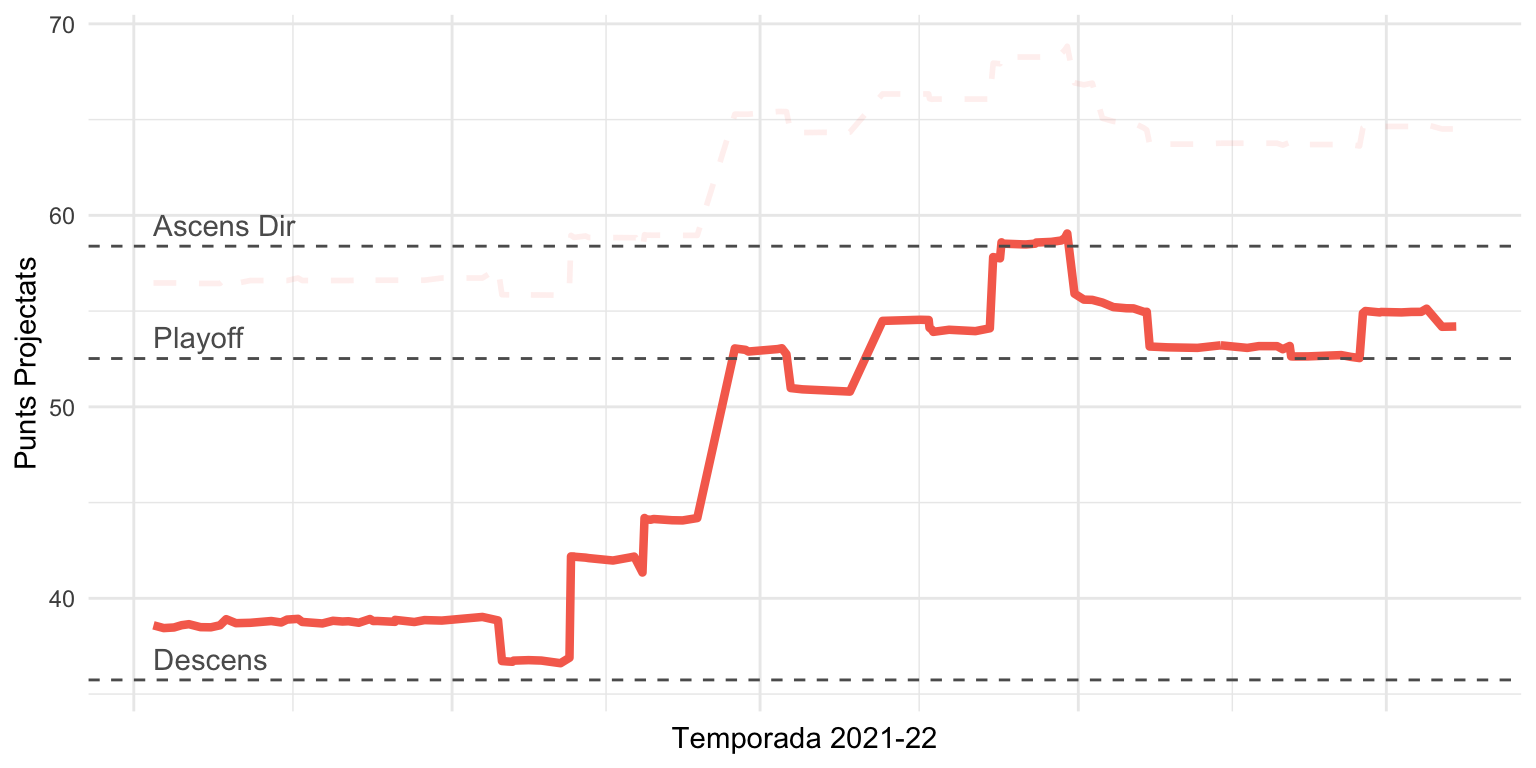 70
60
50
40
Punts Projectats
Ascens Dir
Playoff
Descens
Temporada 2021-22